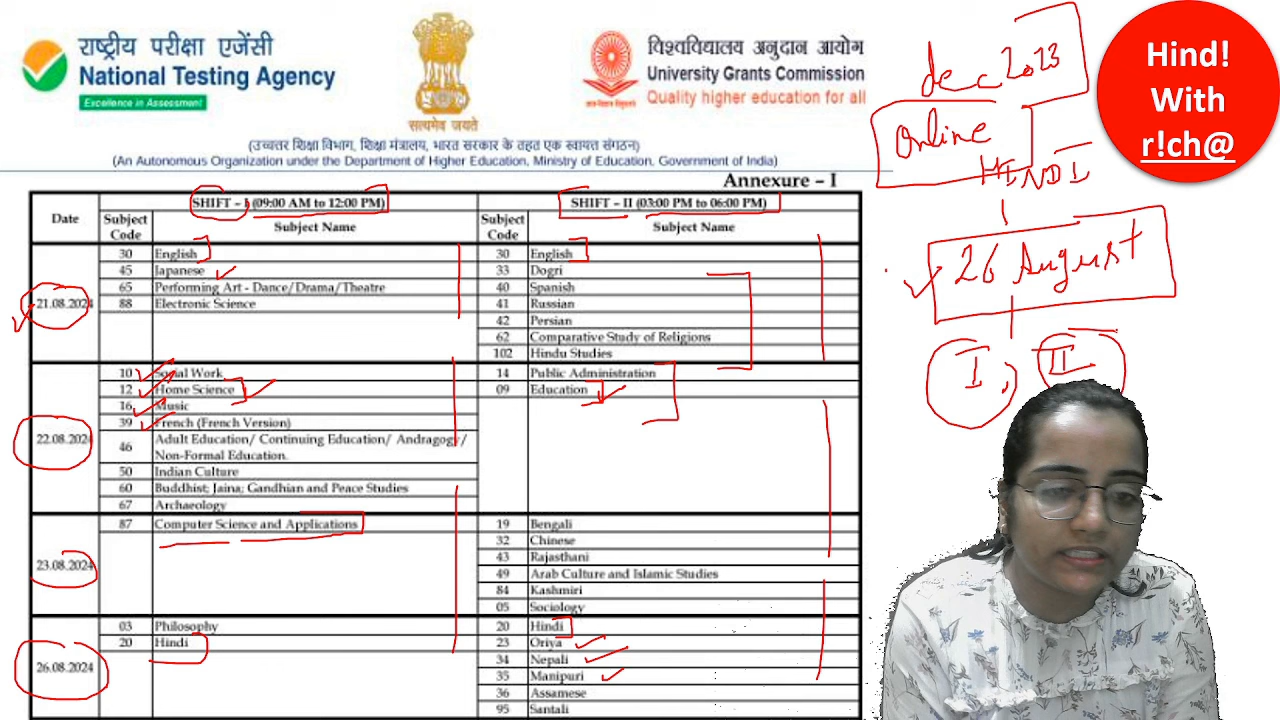 राष्ट्रीय परीक्षा एजेंसी
National Testing Agency
Excellence in Assessment
सत्यमेव जयते
विश्वविद्यालय अनुदान आयोग
University Grants Commission
Quality higher education for all
dec 2023
Online
HINDI
26 August
I, II
Hind!
With
r!ch@
(उच्चतर शिक्षा विभाग, शिक्षा मंत्रालय, भारत सरकार के तहत एक स्वायत्त संगठन)
(An Autonomous Organization under the Department of Higher Education, Ministry of Education, Government of India)
Annexure – I
Date SHIFT – I (09:00 AM to 12:00 PM) SHIFT – II (03:00 PM to 06:00 PM)
Subject Code Subject Name Subject Code Subject Name
21.08.2024
30 English 30 English
45 Japanese 33 Dogri
65 Performing Art - Dance/Drama/Theatre 40 Spanish
88 Electronic Science 41 Russian
42 Persian
62 Comparative Study of Religions
102 Hindu Studies
22.08.2024
10 Social Work 14 Public Administration
12 Home Science 09 Education
16 Music
39 French (French Version)
46 Adult Education/ Continuing Education/ Andragogy/
Non-Formal Education.
50 Indian Culture
60 Buddhist; Jaina; Gandhian and Peace Studies
67 Archaeology
23.08.2024
87 Computer Science and Applications 19 Bengali
32 Chinese
43 Rajasthani
49 Arab Culture and Islamic Studies
84 Kashmiri
05 Sociology
26.08.2024
03 Philosophy 20 Hindi
20 Hindi 23 Oriya
34 Nepali
35 Manipuri
36 Assamese
95 Santali